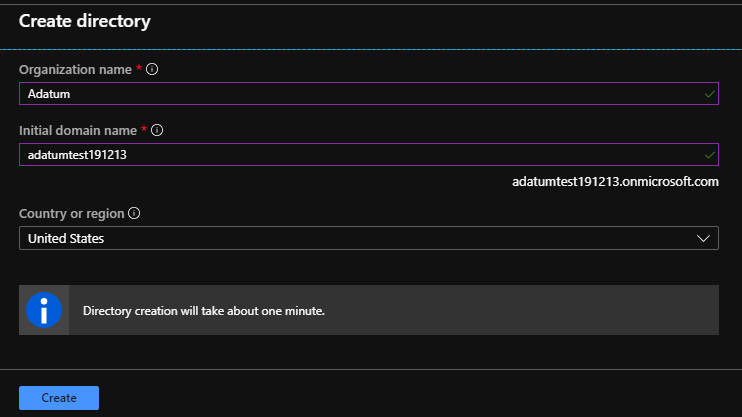 Create directory
Organization name *
Adatum
Initial domain name *
adatumtest191213
adatumtest191213.onmicrosoft.com
Country or region
United States
Directory creation will take about one minute.
Create